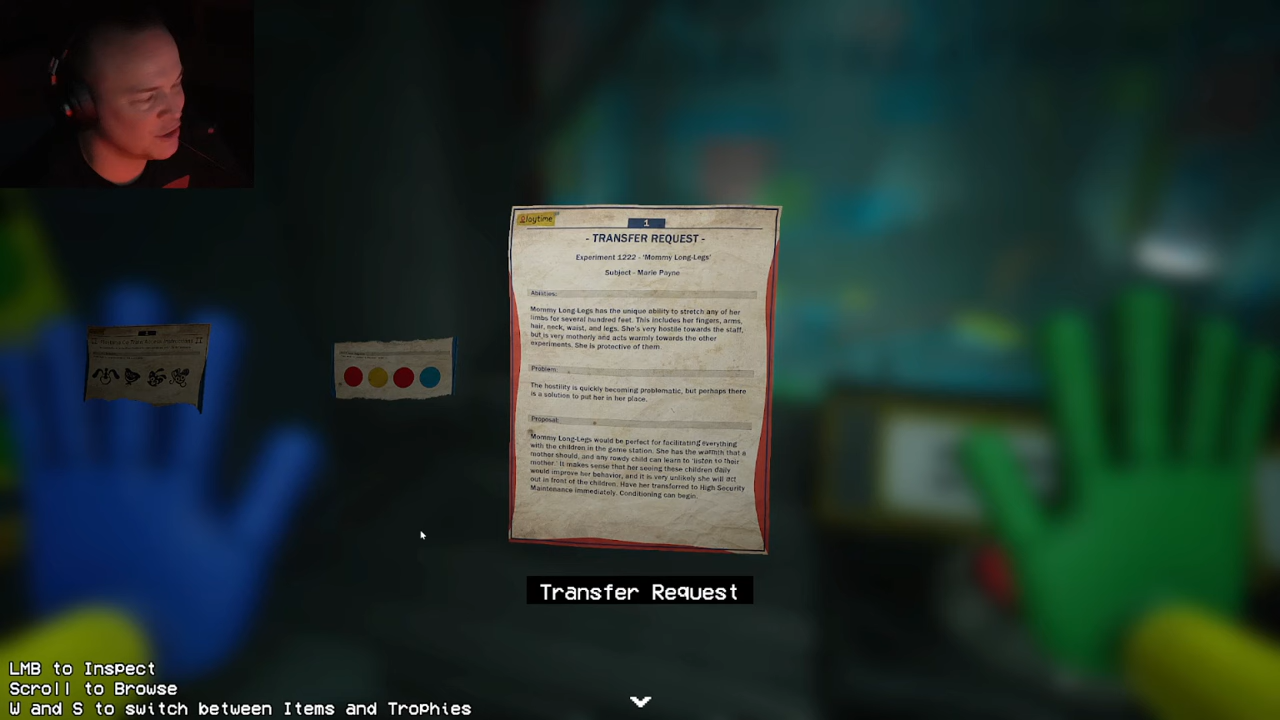 Playtime
1
- TRANSFER REQUEST -
Experiment 1222 - 'Mommy Long-Legs'
Subject - Marie Payne
Abilities:
Mommy Long-Legs has the unique ability to stretch any of her
limbs for several hundred feet. This includes her fingers, arms,
hair, neck, waist, and legs. She's very hostile towards the staff,
but is very motherly and acts warmly towards the other
experiments. She is protective of them.
Problem:
The hostility is quickly becoming problematic, but perhaps there
is a solution to put her in her place.
Proposal:
Mommy Long-Legs would be perfect for facilitating everything
with the children in the game station. She has the warmth that a
mother should, and any rowdy child can learn to 'listen to their
mother.' It makes sense that her seeing these children daily
would improve her behavior, and it is very unlikely she will act
out in front of the children. Have her transferred to High Security
Maintenance immediately. Conditioning can begin.
Transfer Request
LMB to Inspect
Scroll to Browse
W and S to switch between Items and Trophies